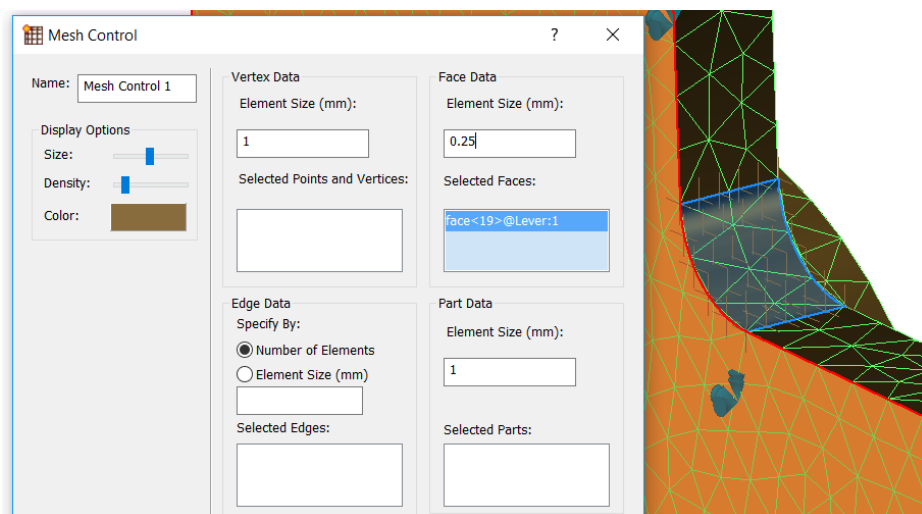 Mesh Control
?
Name:
Mesh Control 1
Display Options
Size:
Density:
Color:
Vertex Data
Element Size (mm):
1
Selected Points and Vertices:
Face Data
Element Size (mm):
0.25
Selected Faces:
face<19>@Lever:1
Edge Data
Specify By:
Number of Elements
Element Size (mm)
Selected Edges:
Part Data
Element Size (mm):
1
Selected Parts: